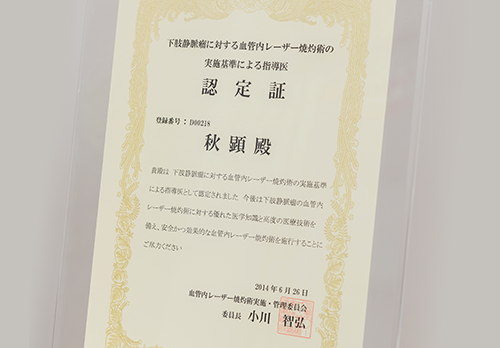 下肢静脈瘤に対する血管内レーザー焼灼術の
実施基準による指導医
認定証
登録番号：D00218
秋顕殿
貴殿は 下肢静脈瘤に対する血管内レーザー焼灼術の実施基準
による指導医として認定されました 今後は下肢静脈瘤の血管内
レーザー焼灼術に対する優れた医学知識と高度の医療技術を
備え、安全かつ効果的な血管内レーザー焼灼術を施行することに
ご尽力ください
2014年6月26日
血管内レーザー焼灼術実施・管理委員会
委員長 小川 智弘